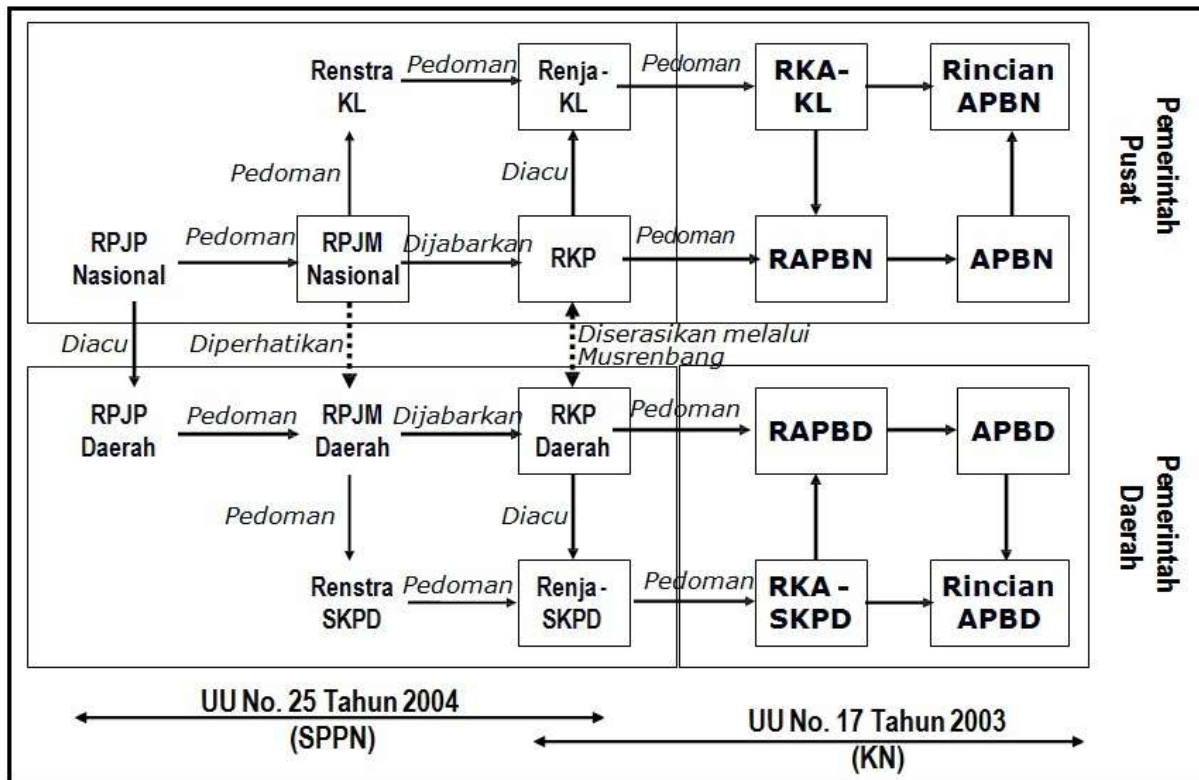 Renstra
KL
Pedoman
Renja -
KL
Pedoman
RKA-
KL
Rincian
APBN
Pedoman
Diacu
RPJP
Nasional
Pedoman
RPJM
Nasional
Dijabarkan
RKP
Pedoman
RAPBN
APBN
Pemerintah
Pusat
Diacu
Diperhatikan
Diserasikan melalui
Musrenbang
RPJP
Daerah
Pedoman
RPJM
Daerah
Dijabarkan
RKP
Daerah
Pedoman
RAPBD
APBD
Pedoman
Diacu
Renstra
SKPD
Pedoman
Renja -
SKPD
Pedoman
RKA -
SKPD
Rincian
APBD
Pemerintah
Daerah
UU No. 25 Tahun 2004
(SPPN)
UU No. 17 Tahun 2003
(KN)